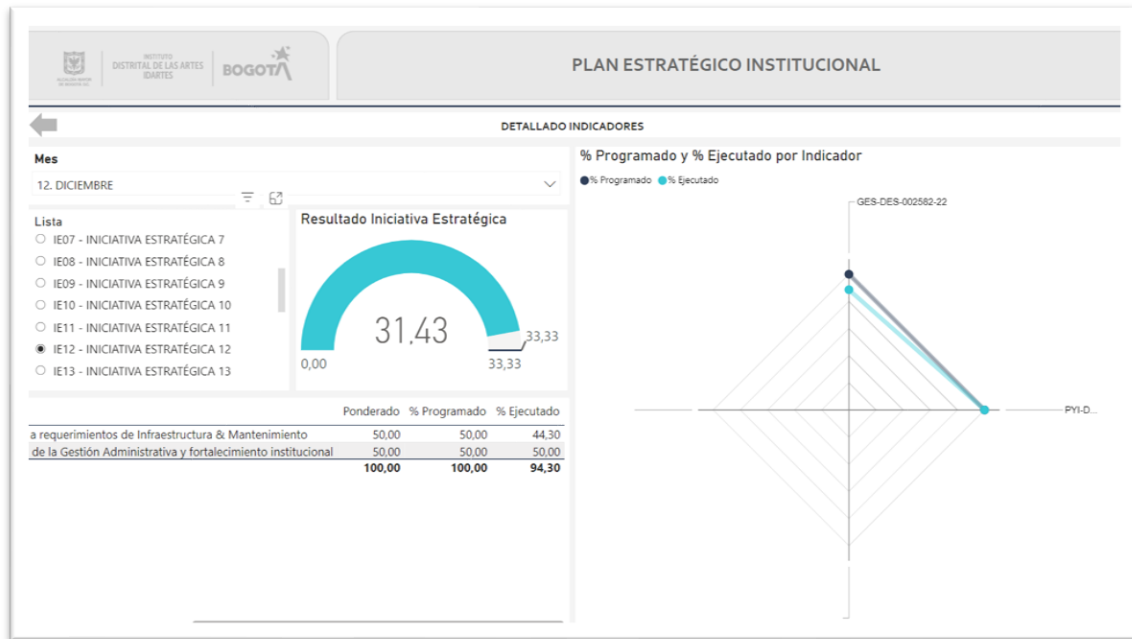 INSTITUTO
DISTRITAL DE LAS ARTES
IDARTES
BOGOTÁ
PLAN ESTRATÉGICO INSTITUCIONAL
DETALLADO INDICADORES
Mes
12. DICIEMBRE
Lista
IE07 - INICIATIVA ESTRATÉGICA 7
IE08 - INICIATIVA ESTRATÉGICA 8
IE09 - INICIATIVA ESTRATÉGICA 9
IE10 - INICIATIVA ESTRATÉGICA 10
IE11 - INICIATIVA ESTRATÉGICA 11
IE12 - INICIATIVA ESTRATÉGICA 12
IE13 - INICIATIVA ESTRATÉGICA 13
Resultado Iniciativa Estratégica
31,43
33,33
0,00 33,33
Ponderado % Programado % Ejecutado
a requerimientos de Infraestructura & Mantenimiento 50,00 50,00 44,30
de la Gestión Administrativa y fortalecimiento institucional 50,00 50,00 50,00
100,00 100,00 94,30
% Programado y % Ejecutado por Indicador
% Programado % Ejecutado
GES-DES-002582-22
PYI-D...